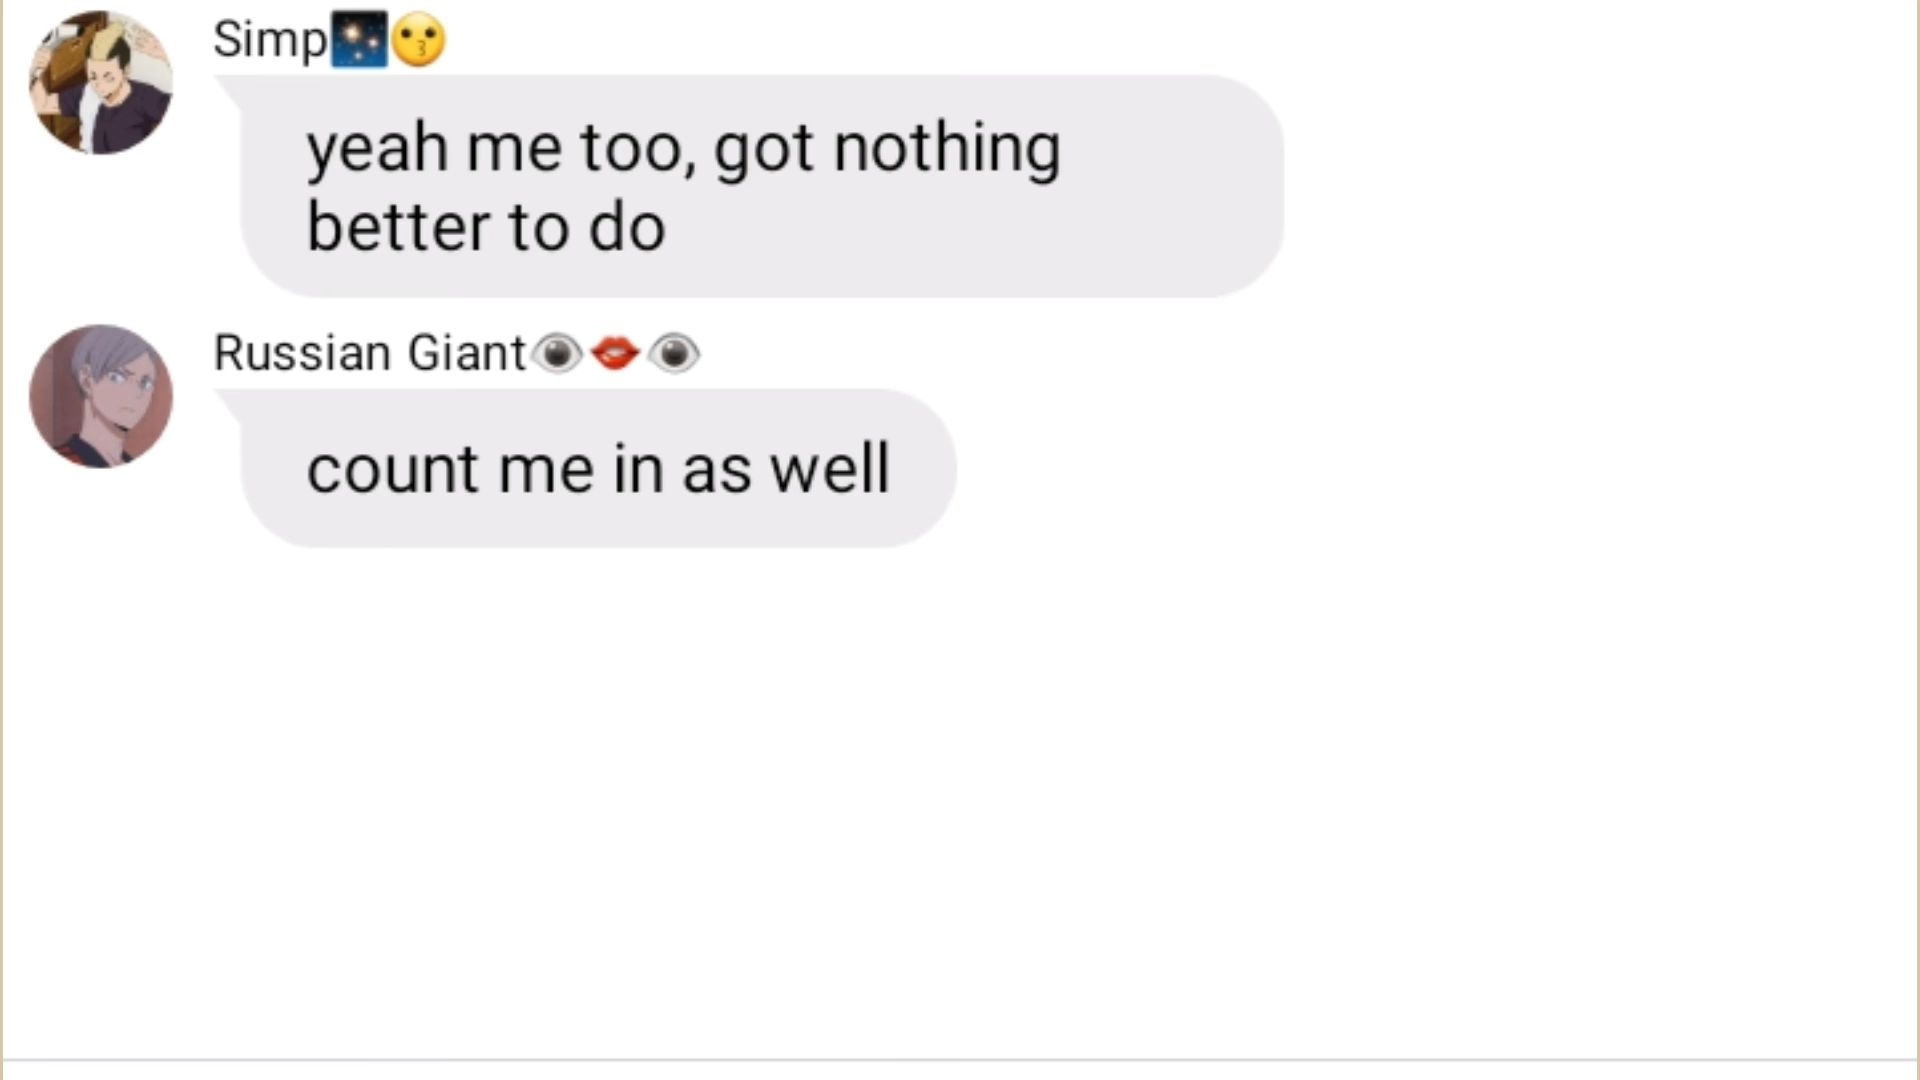 Simp🎆😗
yeah me too, got nothing
better to do
Russian Giant👁️👄👁️
count me in as well